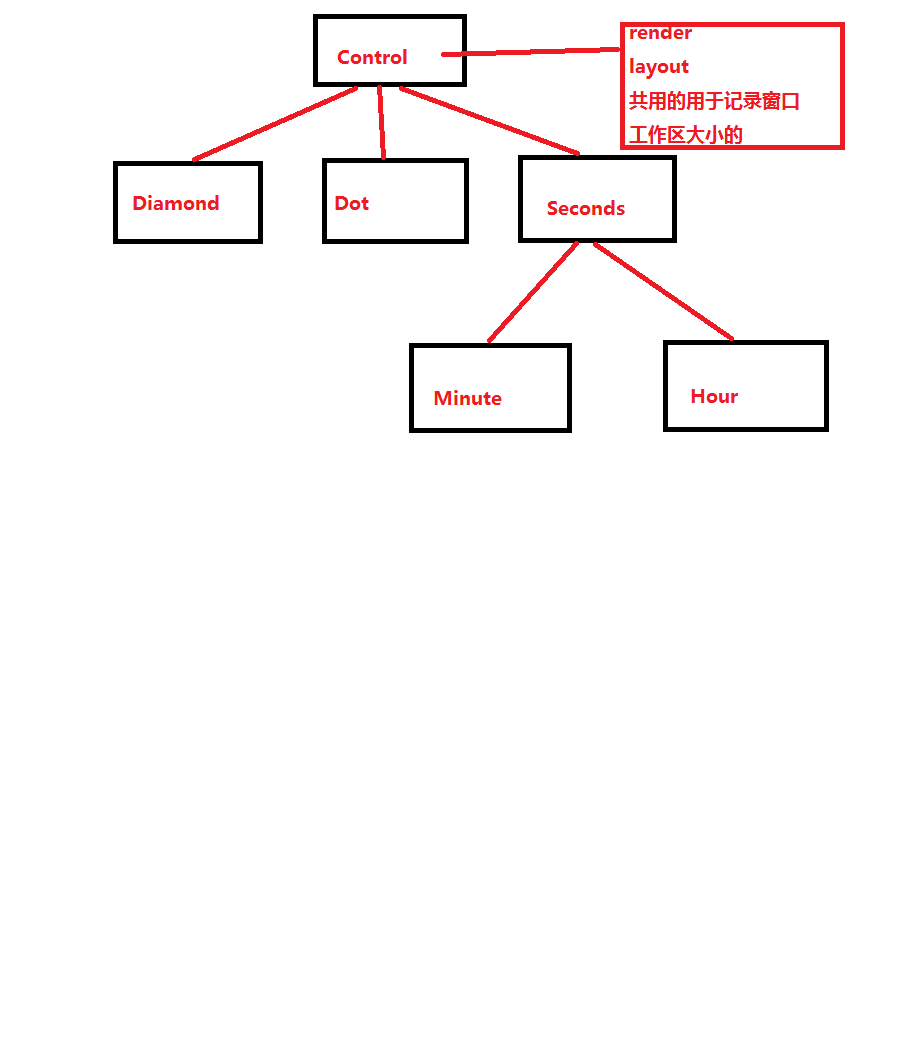 Control
render
layout
共用的用于记录窗口
工作区大小的
Diamond
Dot
Seconds
Minute
Hour